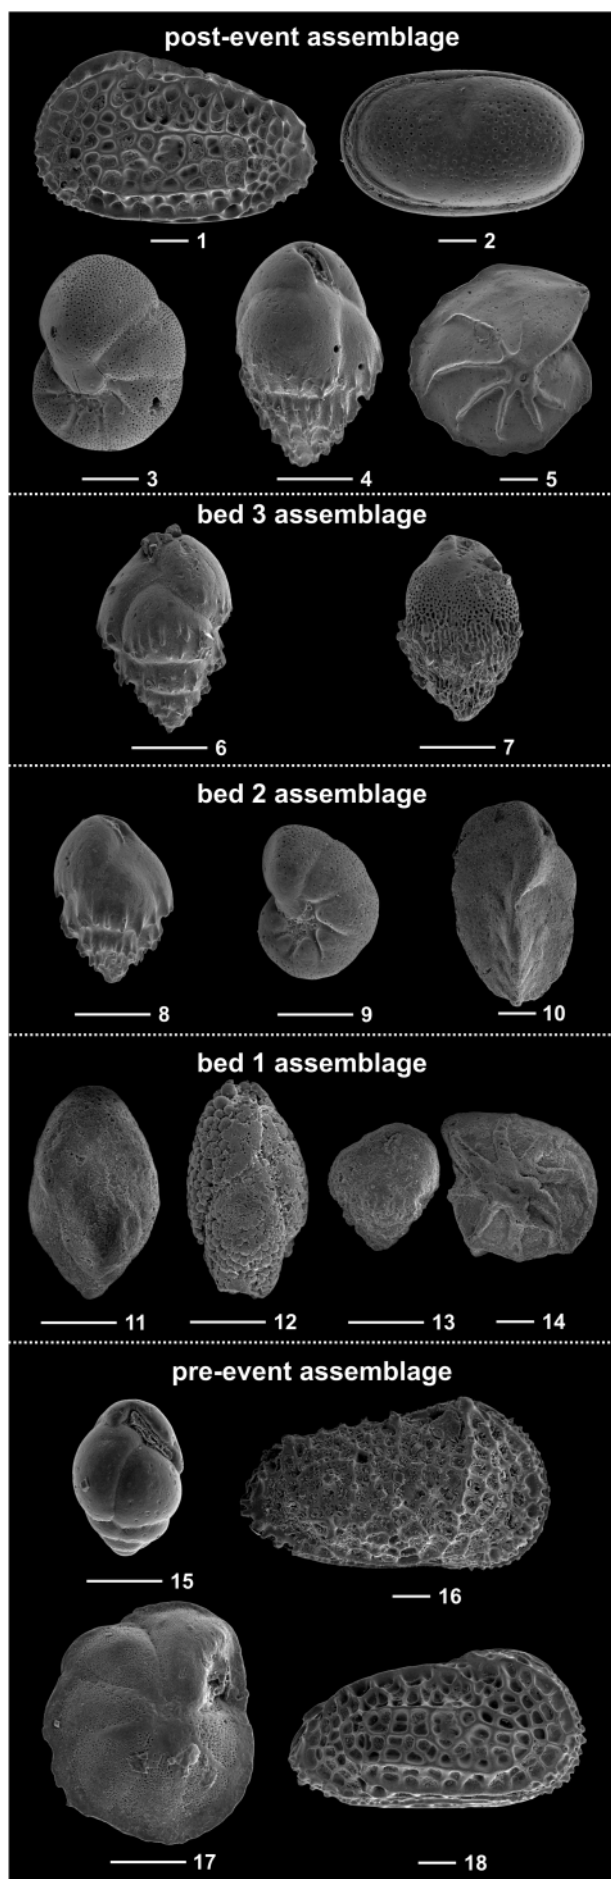 post-event assemblage
1 2
3 4 5
bed 3 assemblage
6 7
bed 2 assemblage
8 9 10
bed 1 assemblage
11 12 13 14
pre-event assemblage
15 16
17 18